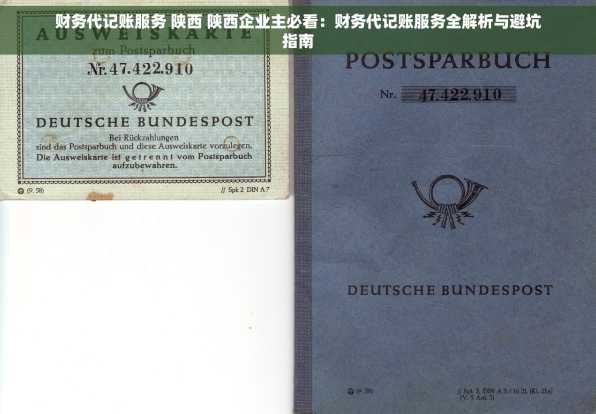 财务代记账服务 陕西 陕西企业主必看：财务代记账服务全解析与避坑
指南
AUSWEISKARTE
zum Postsparbuch
Nr. 47.422.910
DEUTSCHE BUNDESPOST
Bei Rückzahlungen
sind das Postsparbuch und diese Ausweiskarte vorzulegen.
Die Ausweiskarte ist getrennt vom Postsparbuch
aufzubewahren.
(9. 58) // Spk 2 DIN A 7
POSTSPARBUCH
Nr. 47.422.910
DEUTSCHE BUNDESPOST